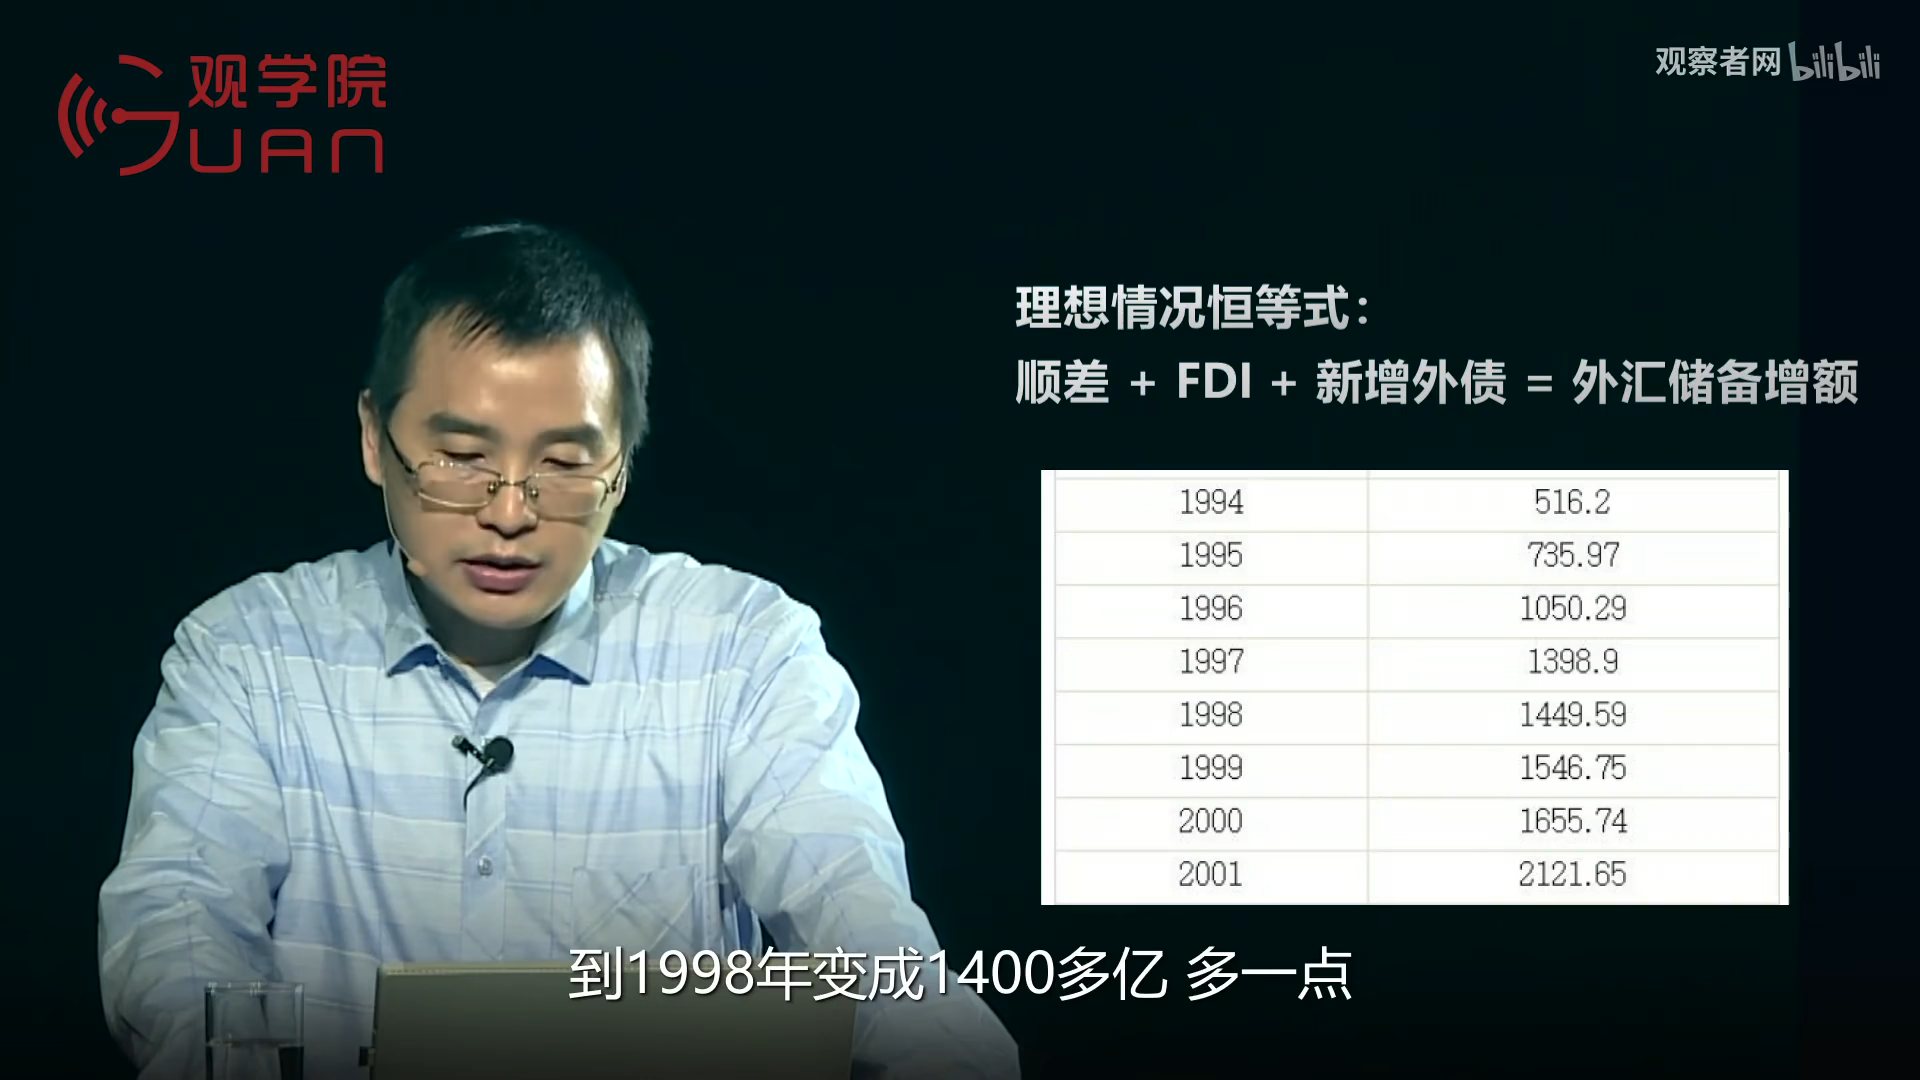 观学院
GUAN
观察者网 bilibili
理想情况恒等式：
顺差 + FDI + 新增外债 = 外汇储备增额
1994 516.2
1995 735.97
1996 1050.29
1997 1398.9
1998 1449.59
1999 1546.75
2000 1655.74
2001 2121.65
到1998年变成1400多亿 多一点